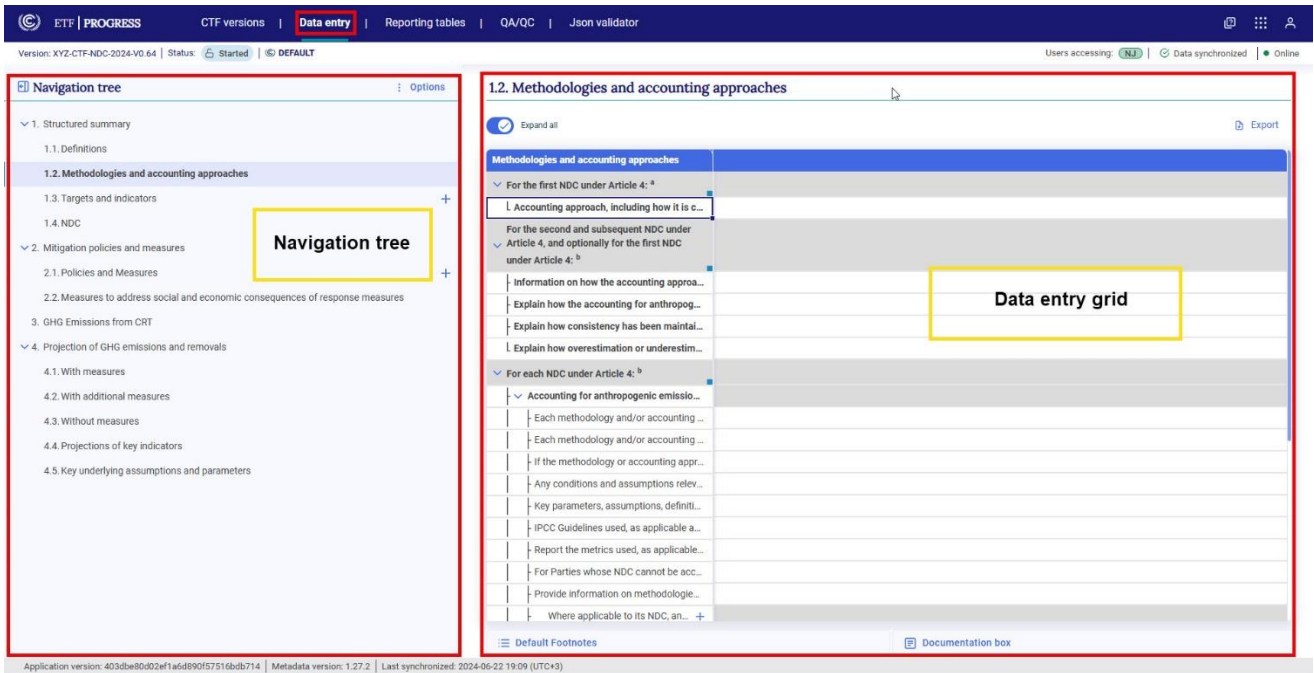 ETF PROGRESS CTF versions | Data entry | Reporting tables | QA/QC | Json validator
Version: XYZ-CTF-NDC-2024-V0.64 | Status: Started | DEFAULT Users accessing: NJ | Data synchronized | Online
Navigation tree Options
1. Structured summary
1.1. Definitions
1.2. Methodologies and accounting approaches
1.3. Targets and indicators +
1.4. NDC
2. Mitigation policies and measures
2.1. Policies and Measures +
2.2. Measures to address social and economic consequences of response measures
3. GHG Emissions from CRT
4. Projection of GHG emissions and removals
4.1. With measures
4.2. With additional measures
4.3. Without measures
4.4. Projections of key indicators
4.5. Key underlying assumptions and parameters
Navigation tree
1.2. Methodologies and accounting approaches
Expand all Export
Methodologies and accounting approaches
For the first NDC under Article 4: a
Accounting approach, including how it is c...
For the second and subsequent NDC under
Article 4, and optionally for the first NDC
under Article 4: b
Information on how the accounting approa...
Explain how the accounting for anthropog...
Explain how consistency has been maintai...
Explain how overestimation or underestim...
For each NDC under Article 4: b
Accounting for anthropogenic emissio...
Each methodology and/or accounting ...
Each methodology and/or accounting ...
If the methodology or accounting appr...
Any conditions and assumptions relev...
Key parameters, assumptions, definiti...
IPCC Guidelines used, as applicable a...
Report the metrics used, as applicable...
For Parties whose NDC cannot be acc...
Provide information on methodologie...
Where applicable to its NDC, an... +
Data entry grid
Default Footnotes Documentation box
Application version: 403dbe80d02ef1a6d890f57516bdb714 | Metadata version: 1.27.2 | Last synchronized: 2024-06-22 19:09 (UTC+3)